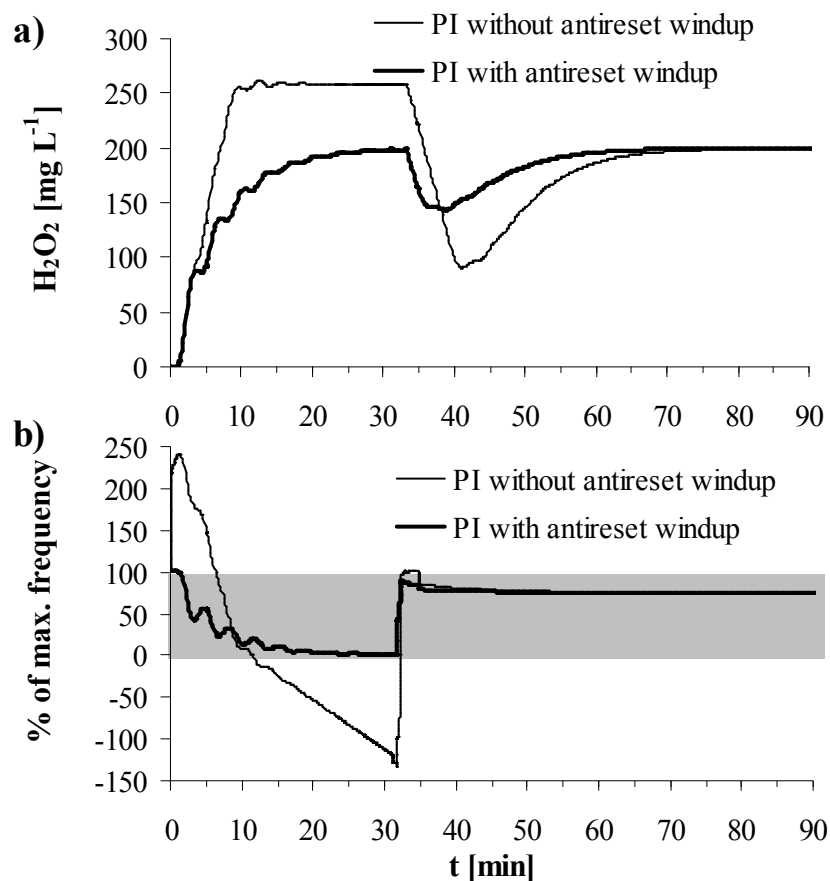 a)
PI without antireset windup
PI with antireset windup
300
250
200
150
100
50
0
H₂O₂ [mg L⁻¹]
0 10 20 30 40 50 60 70 80 90
b)
PI without antireset windup
PI with antireset windup
250
200
150
100
50
0
-50
-100
-150
% of max. frequency
0 10 20 30 40 50 60 70 80 90
t [min]